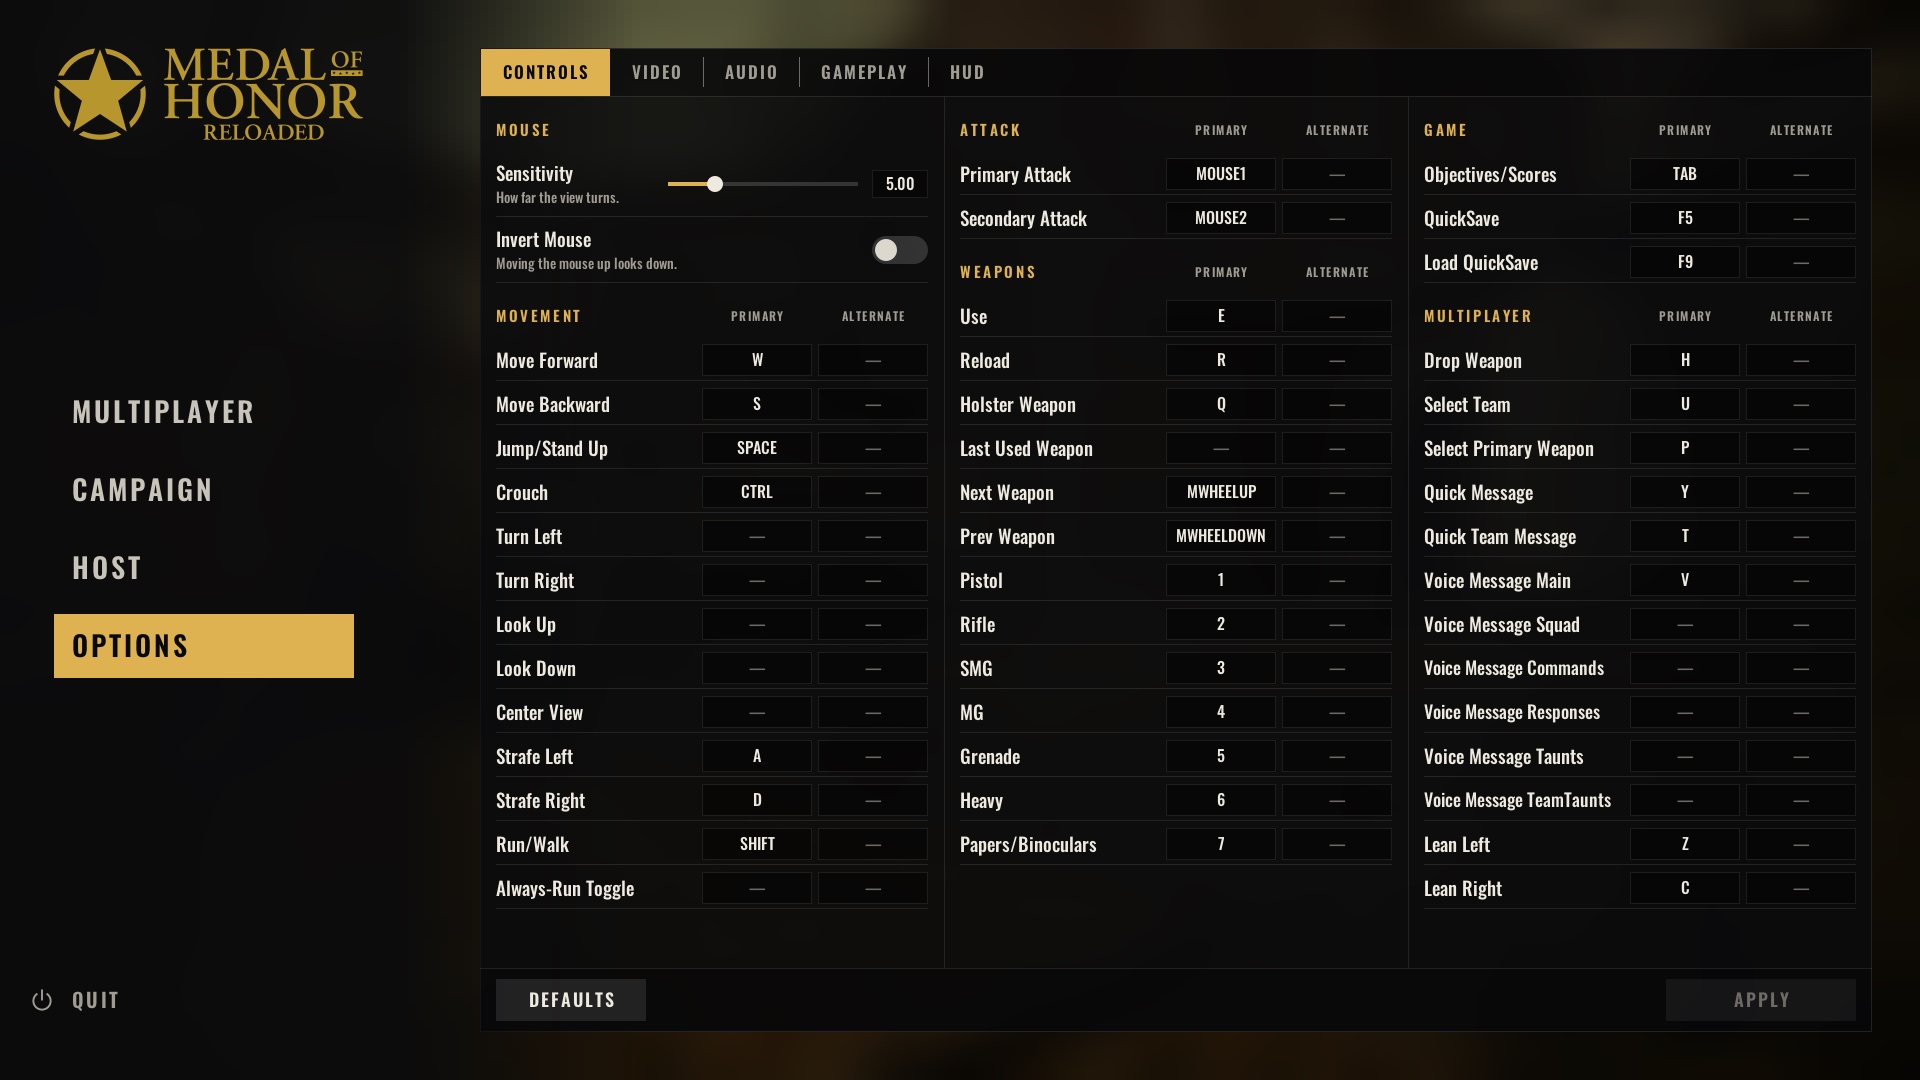 MEDAL OF
HONOR
RELOADED
MULTIPLAYER
CAMPAIGN
HOST
OPTIONS
QUIT
CONTROLS VIDEO AUDIO GAMEPLAY HUD
MOUSE
Sensitivity 5.00
How far the view turns.
Invert Mouse
Moving the mouse up looks down.
MOVEMENT PRIMARY ALTERNATE
Move Forward W —
Move Backward S —
Jump/Stand Up SPACE —
Crouch CTRL —
Turn Left — —
Turn Right — —
Look Up — —
Look Down — —
Center View — —
Strafe Left A —
Strafe Right D —
Run/Walk SHIFT —
Always-Run Toggle — —
ATTACK PRIMARY ALTERNATE
Primary Attack MOUSE1 —
Secondary Attack MOUSE2 —
WEAPONS PRIMARY ALTERNATE
Use E —
Reload R —
Holster Weapon Q —
Last Used Weapon — —
Next Weapon MWHEELUP —
Prev Weapon MWHEELDOWN —
Pistol 1 —
Rifle 2 —
SMG 3 —
MG 4 —
Grenade 5 —
Heavy 6 —
Papers/Binoculars 7 —
GAME PRIMARY ALTERNATE
Objectives/Scores TAB —
QuickSave F5 —
Load QuickSave F9 —
MULTIPLAYER PRIMARY ALTERNATE
Drop Weapon H —
Select Team U —
Select Primary Weapon P —
Quick Message Y —
Quick Team Message T —
Voice Message Main V —
Voice Message Squad — —
Voice Message Commands — —
Voice Message Responses — —
Voice Message Taunts — —
Voice Message TeamTaunts — —
Lean Left Z —
Lean Right C —
DEFAULTS APPLY